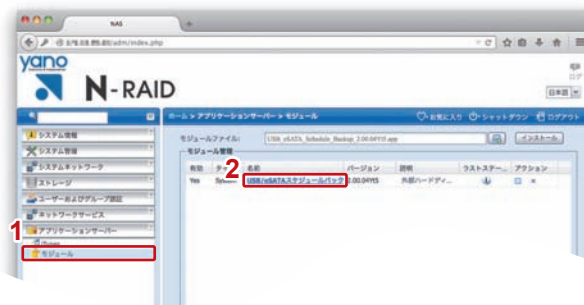 NAS
yano
N-RAID
日本語
ホーム > アプリケーションサーバー > モジュール
お気に入り
シャットダウン
ログアウト
システム情報
システム管理
システムネットワーク
ストレージ
ユーザーおよびグループ認証
ネットワークサービス
1
アプリケーションサーバー
iTunes
モジュール
モジュールファイル:
インストール
モジュール管理
有効
2
名前
バージョン
説明
ラストステー...
アクション
Yes
USB/eSATAスケジュールバック
外部ハードディ...